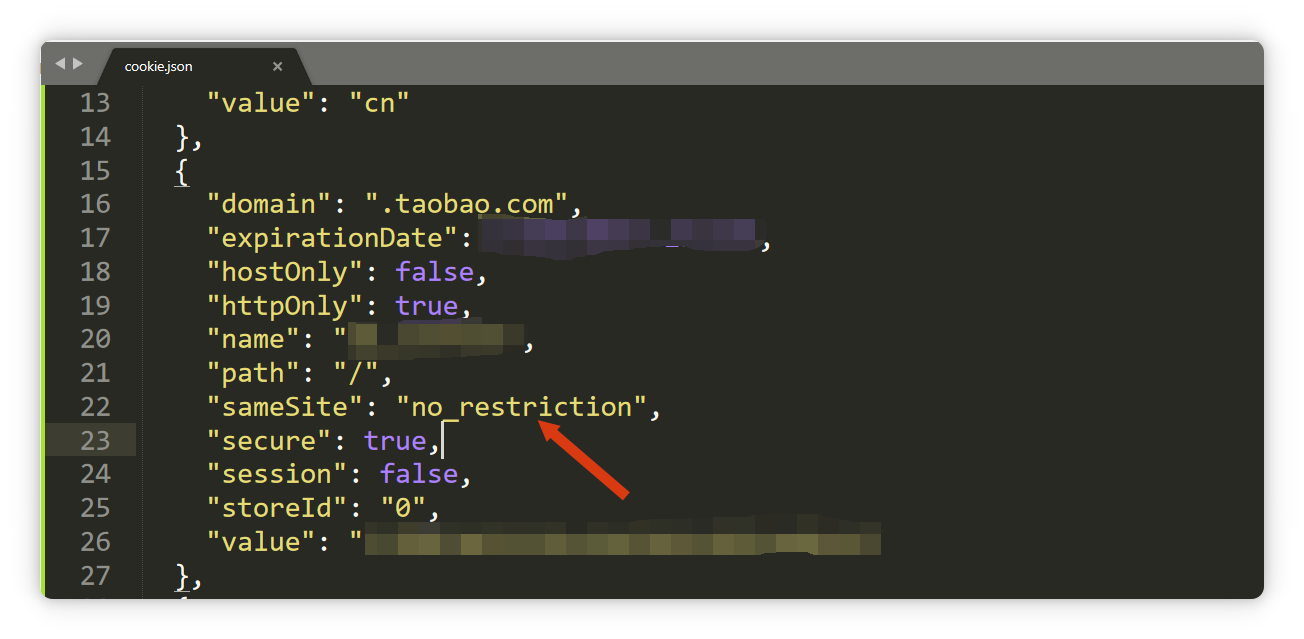 cookie.json
13 "value": "cn"
14 },
15 {
16 "domain": ".taobao.com",
17 "expirationDate": ,
18 "hostOnly": false,
19 "httpOnly": true,
20 "name": " ,
21 "path": "/",
22 "sameSite": "no_restriction",
23 "secure": true,
24 "session": false,
25 "storeId": "0",
26 "value": "
27 },